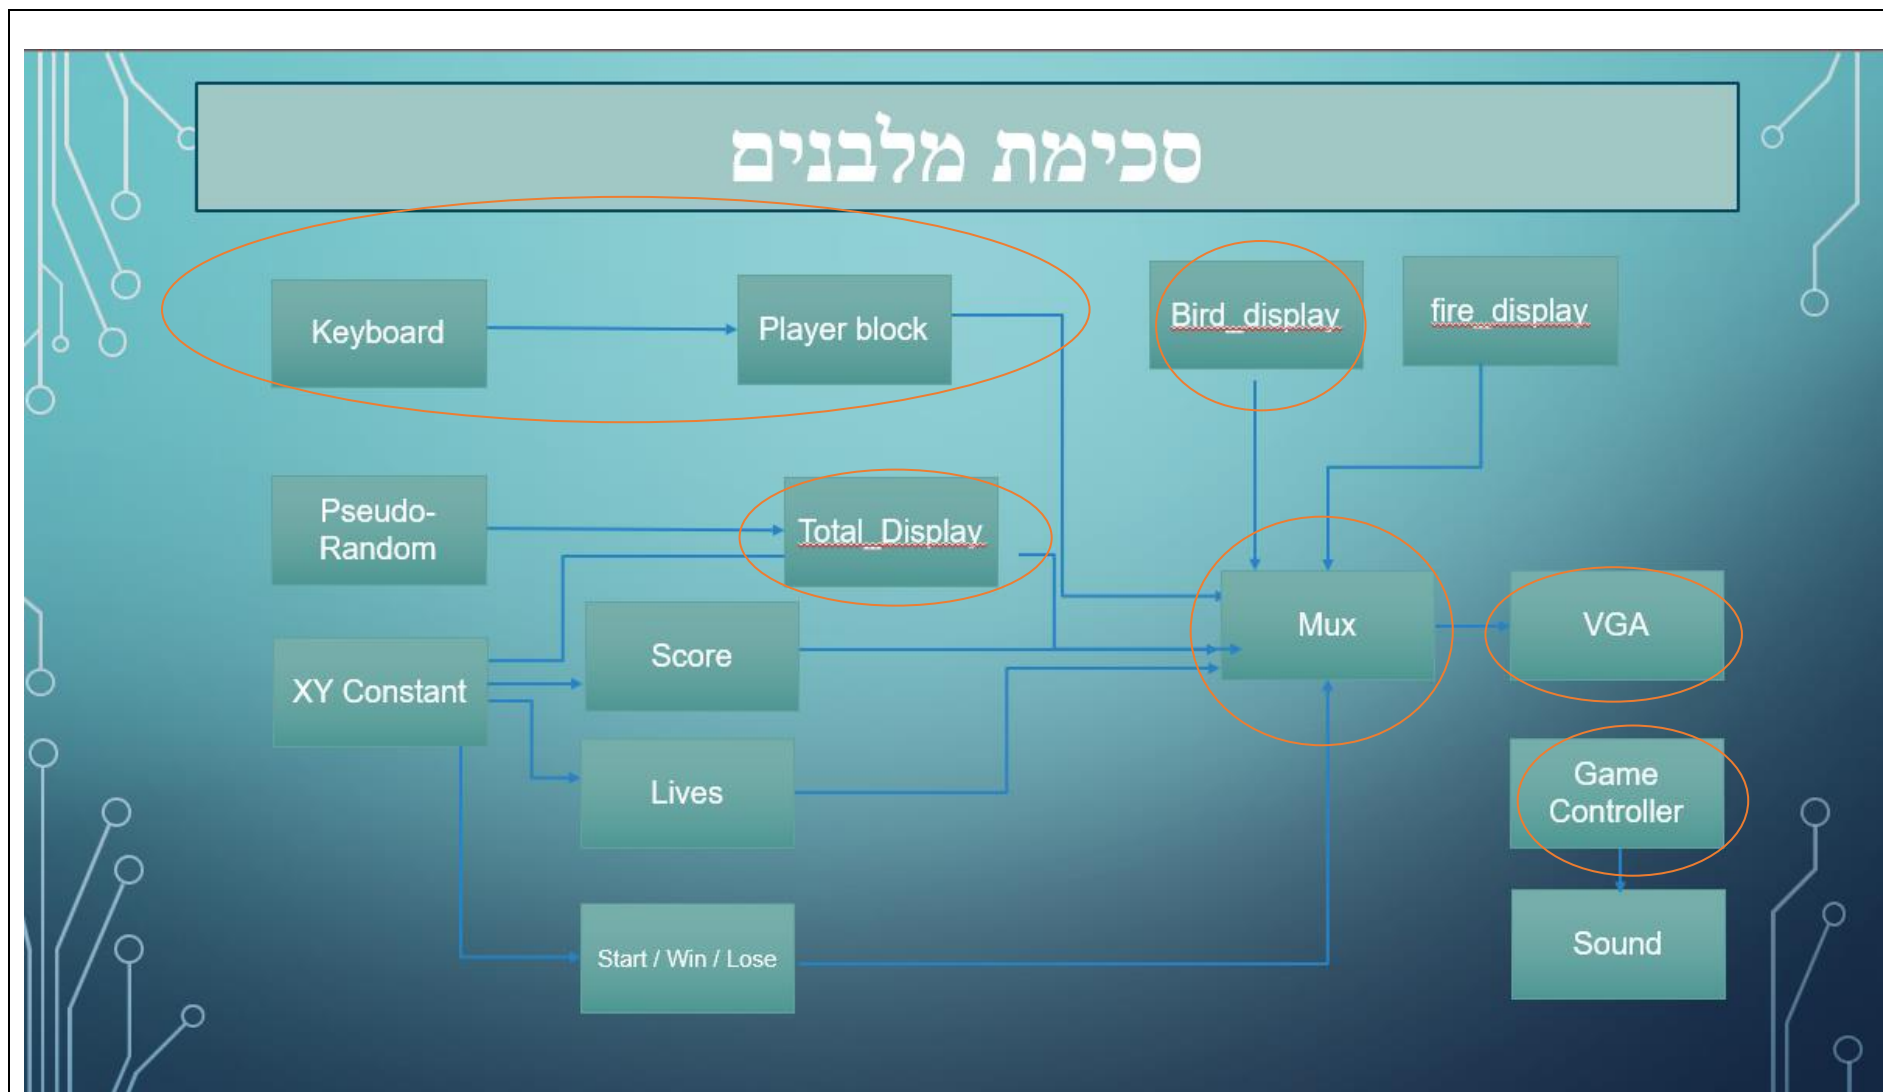 סכימת מלבנים
Keyboard
Player block
Bird_display
fire_display
Pseudo-
Random
Total_Display
XY Constant
Score
Mux
VGA
Lives
Game
Controller
Start / Win / Lose
Sound